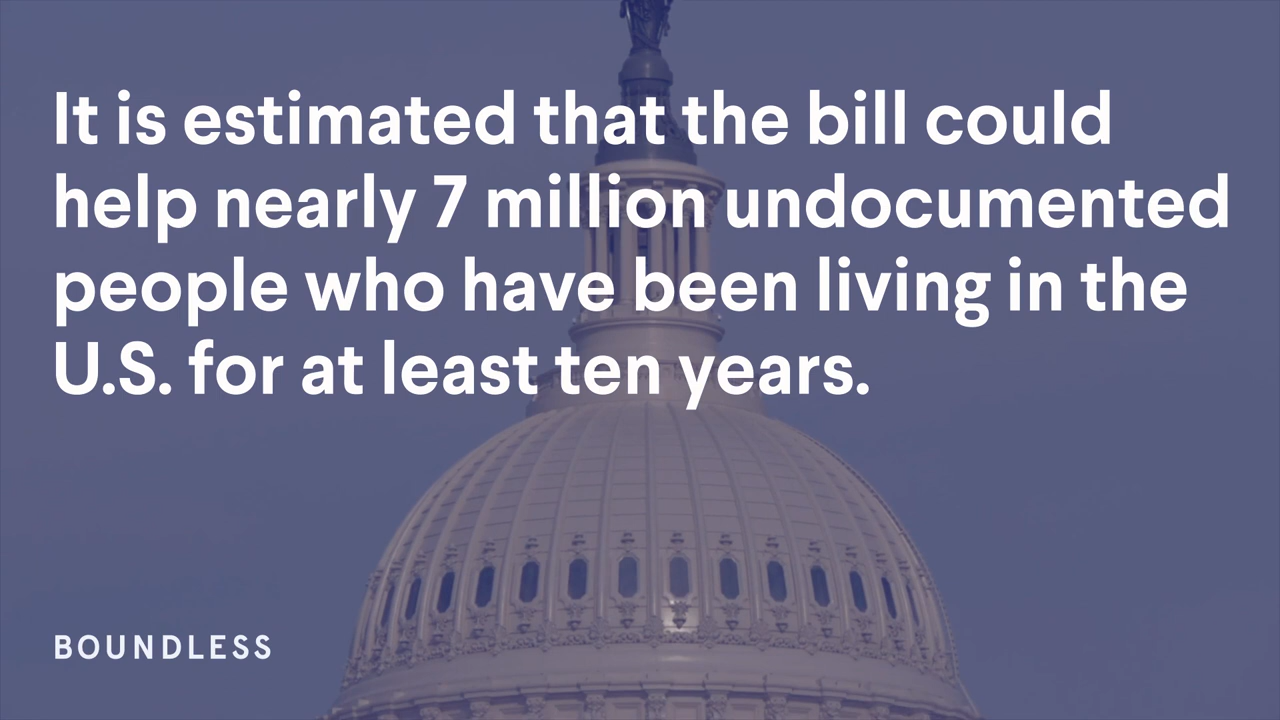 It is estimated that the bill could
help nearly 7 million undocumented
people who have been living in the
U.S. for at least ten years.
BOUNDLESS